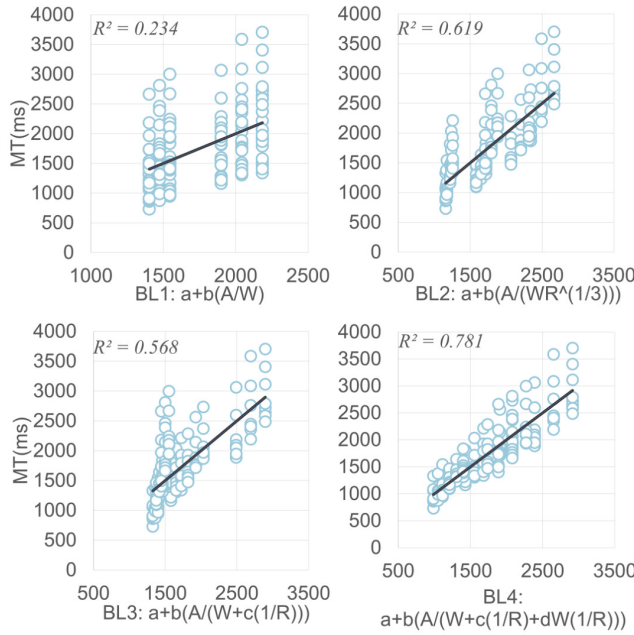 4000
3500
3000
2500
2000
1500
1000
500
0
MT(ms)
R² = 0.234
1000 1500 2000 2500
BL1: a+b(A/W)
4000
3500
3000
2500
2000
1500
1000
500
0
R² = 0.619
500 1500 2500 3500
BL2: a+b(A/(WR^(1/3)))
4000
3500
3000
2500
2000
1500
1000
500
0
MT(ms)
R² = 0.568
500 1500 2500 3500
BL3: a+b(A/(W+c(1/R)))
4000
3500
3000
2500
2000
1500
1000
500
0
R² = 0.781
500 1500 2500 3500
BL4:
a+b(A/(W+c(1/R)+dW(1/R)))